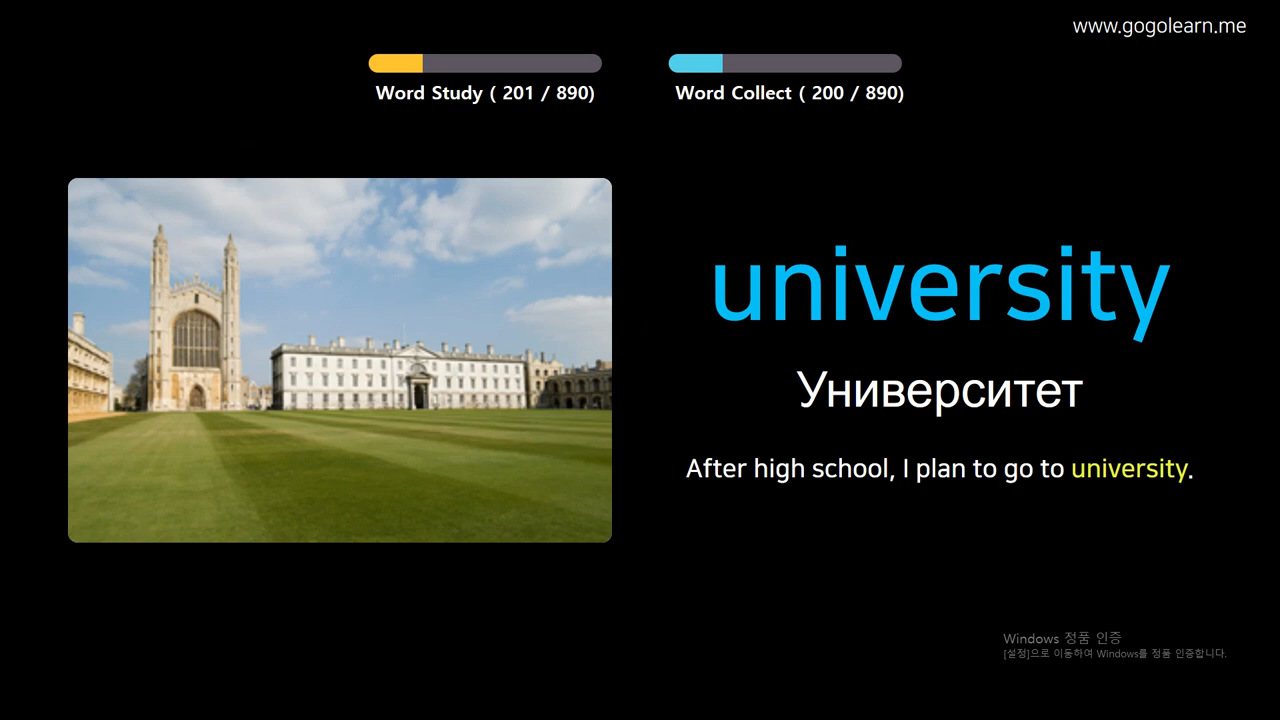 www.gogolearn.me
Word Study ( 201 / 890)
Word Collect ( 200 / 890)
university
Университет
After high school, I plan to go to university.
Windows 정품 인증
[설정]으로 이동하여 Windows를 정품 인증합니다.